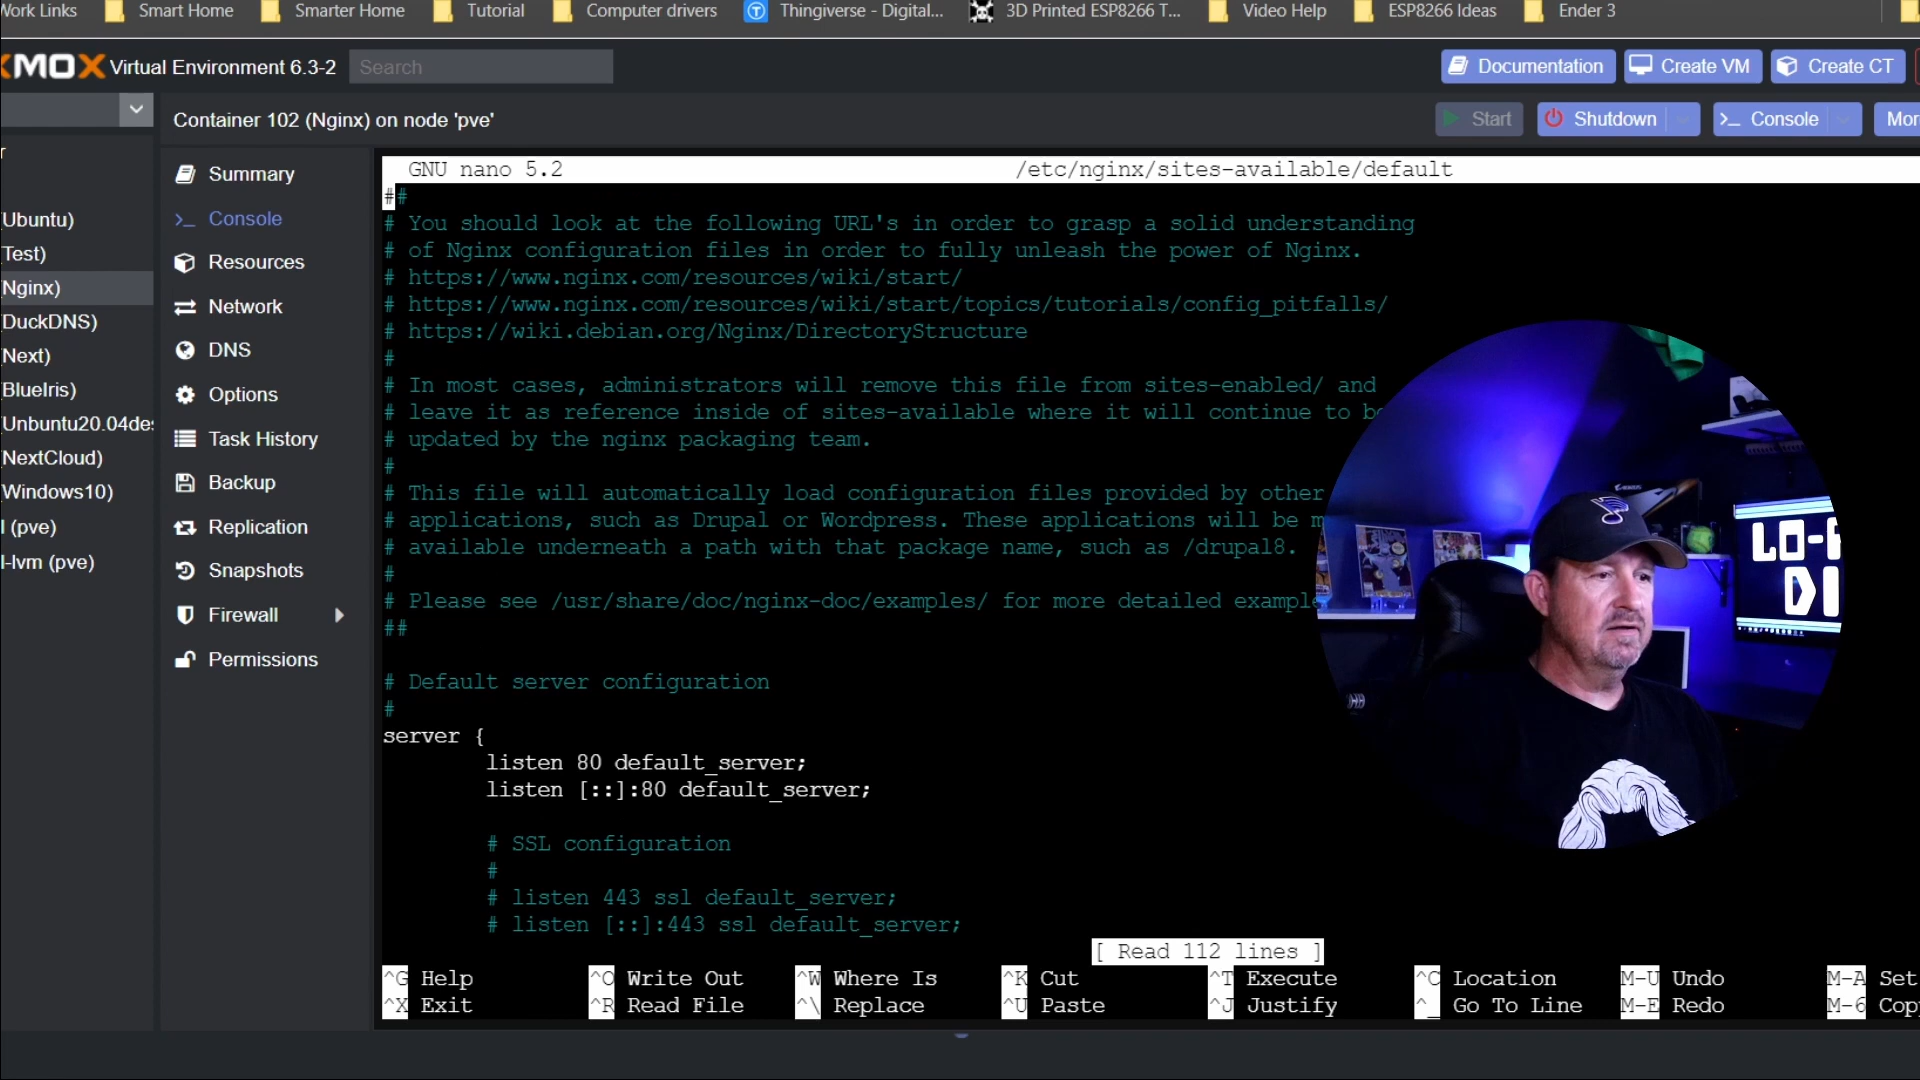 Work Links Smart Home Smarter Home Tutorial Computer drivers Thingiverse - Digital... 3D Printed ESP8266 T... Video Help ESP8266 Ideas Ender 3
XMOX Virtual Environment 6.3-2 Search Documentation Create VM Create CT
Container 102 (Nginx) on node 'pve' Start Shutdown Console Mor
r
(Ubuntu)
(Test)
(Nginx)
(DuckDNS)
(Next)
(BlueIris)
(Unbuntu20.04de
(NextCloud)
(Windows10)
l (pve)
l-lvm (pve)
Summary
>_ Console
Resources
Network
DNS
Options
Task History
Backup
Replication
Snapshots
Firewall
Permissions
GNU nano 5.2 /etc/nginx/sites-available/default
##
# You should look at the following URL's in order to grasp a solid understanding
# of Nginx configuration files in order to fully unleash the power of Nginx.
# https://www.nginx.com/resources/wiki/start/
# https://www.nginx.com/resources/wiki/start/topics/tutorials/config_pitfalls/
# https://wiki.debian.org/Nginx/DirectoryStructure
#
# In most cases, administrators will remove this file from sites-enabled/ and
# leave it as reference inside of sites-available where it will continue to be
# updated by the nginx packaging team.
#
# This file will automatically load configuration files provided by other
# applications, such as Drupal or Wordpress. These applications will be m
# available underneath a path with that package name, such as /drupal8.
#
# Please see /usr/share/doc/nginx-doc/examples/ for more detailed example
##
# Default server configuration
#
server {
listen 80 default_server;
listen [::]:80 default_server;
# SSL configuration
#
# listen 443 ssl default_server;
# listen [::]:443 ssl default_server;
[ Read 112 lines ]
^G Help ^O Write Out ^W Where Is ^K Cut ^T Execute ^C Location M-U Undo M-A Set
^X Exit ^R Read File ^\ Replace ^U Paste ^J Justify ^_ Go To Line M-E Redo M-6 Cop
LO-
DI